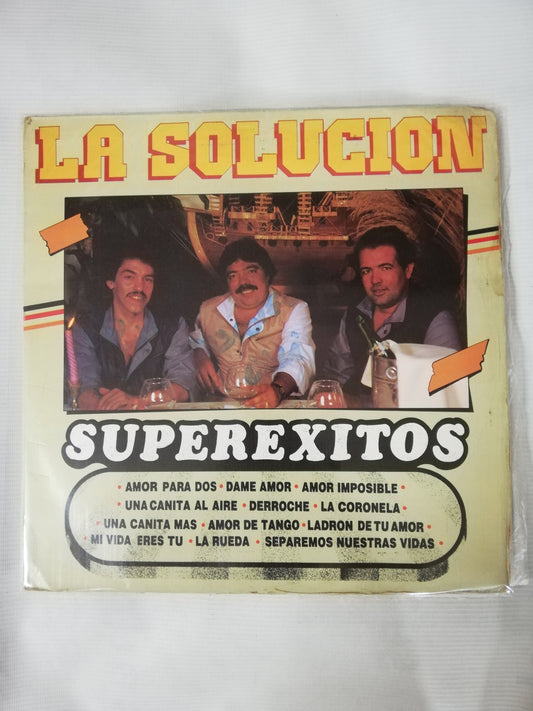 LA SOLUCION
SUPEREXITOS
· AMOR PARA DOS · DAME AMOR · AMOR IMPOSIBLE ·
· UNA CANITA AL AIRE · DERROCHE · LA CORONELA ·
· UNA CANITA MAS · AMOR DE TANGO · LADRON DE TU AMOR ·
· MI VIDA ERES TU · LA RUEDA · SEPAREMOS NUESTRAS VIDAS ·